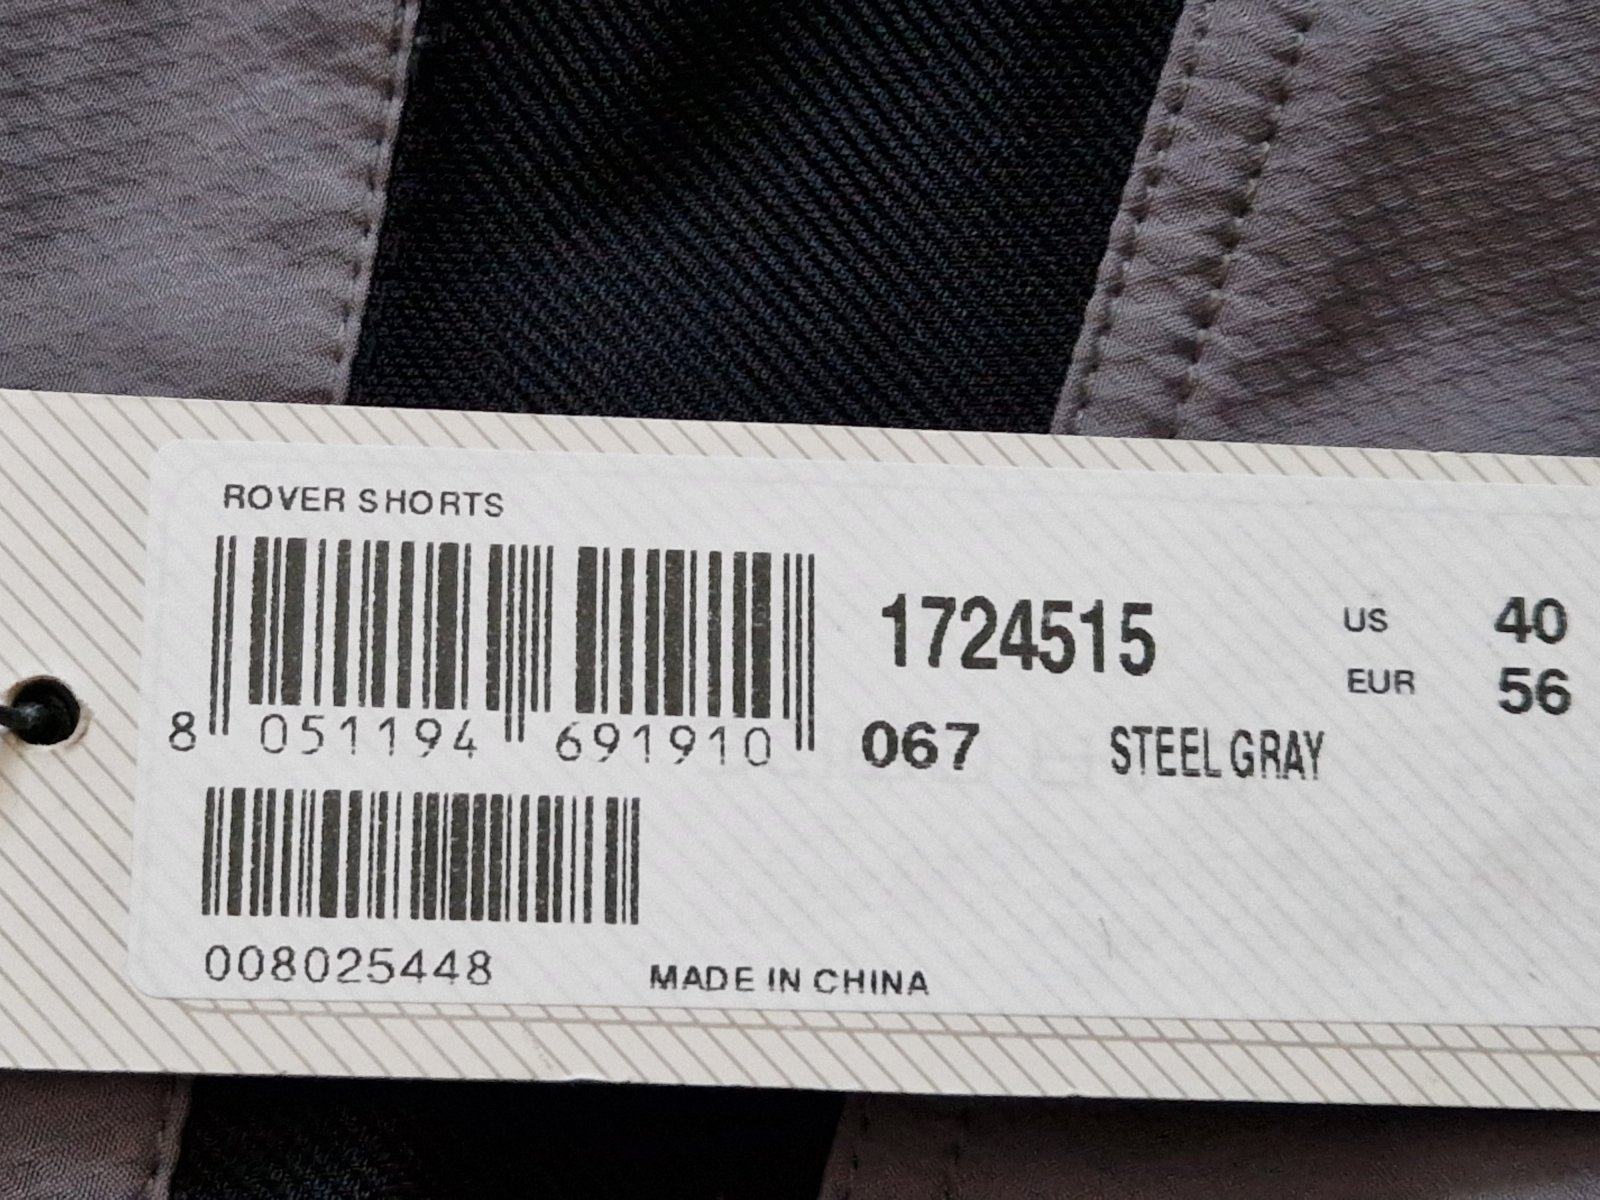 ROVER SHORTS
8 051194 691910
1724515
US 40
EUR 56
067 STEEL GRAY
008025448
MADE IN CHINA